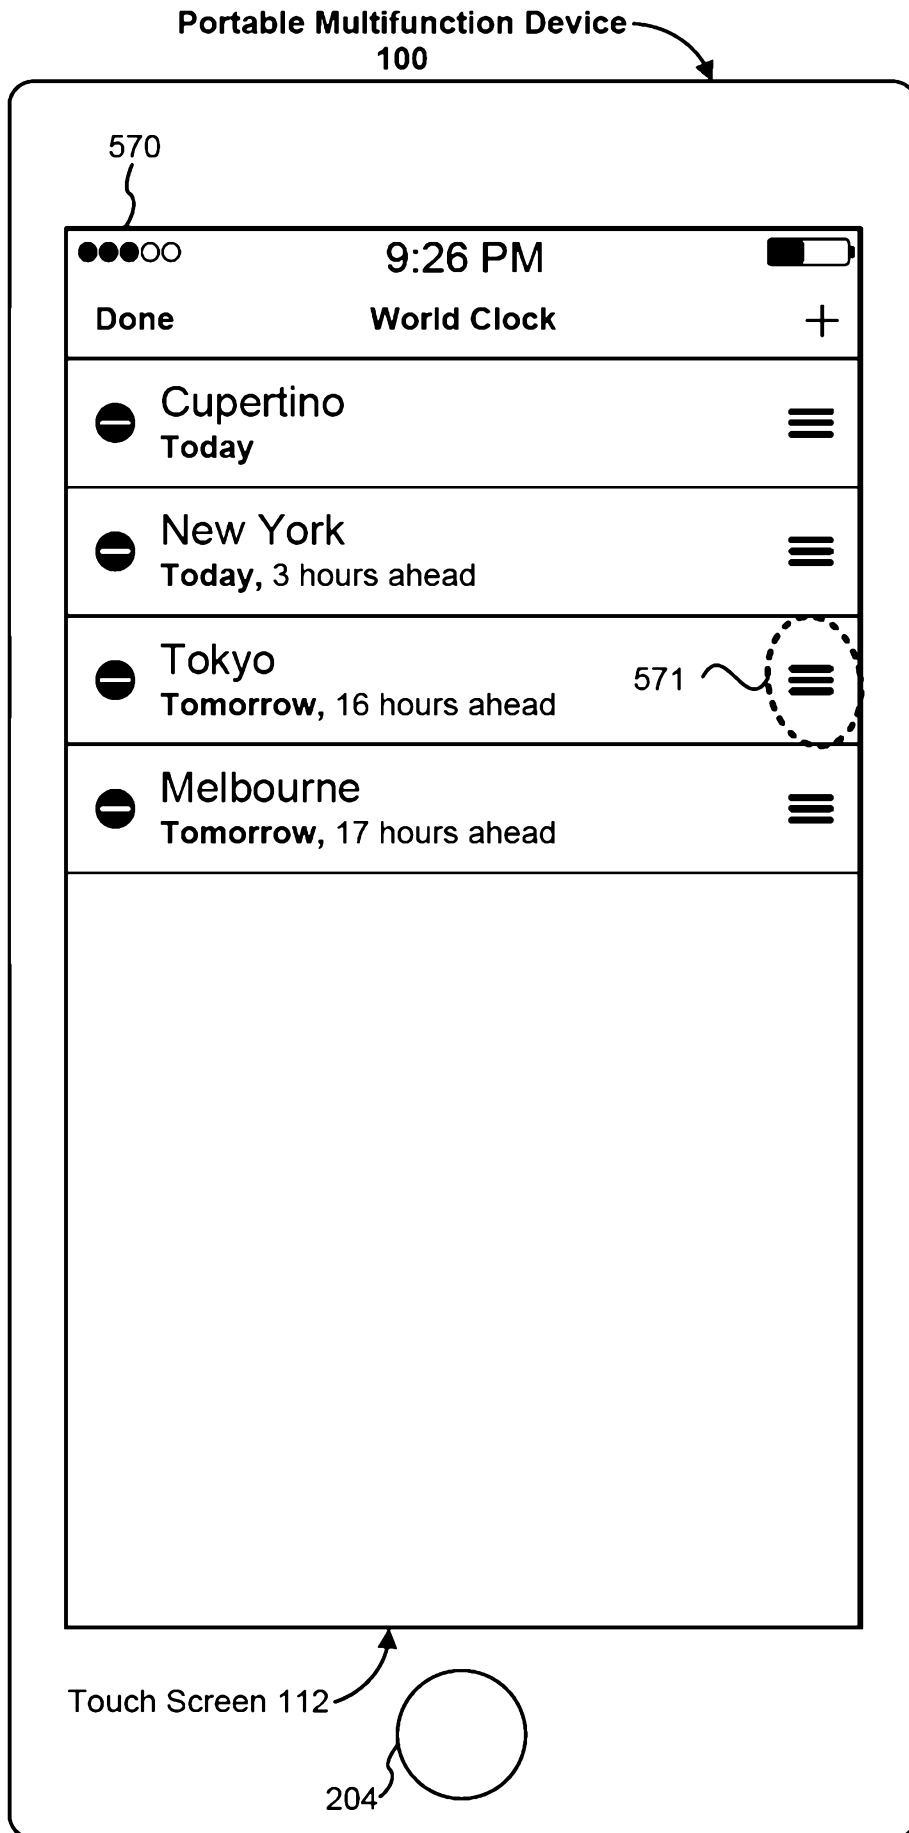 Portable Multifunction Device
100
570
9:26 PM
Done World Clock +
Cupertino
Today
New York
Today, 3 hours ahead
Tokyo
Tomorrow, 16 hours ahead
571
Melbourne
Tomorrow, 17 hours ahead
Touch Screen 112
204